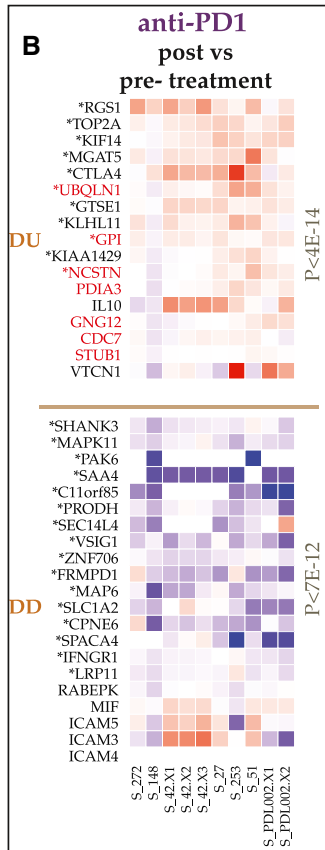 B
anti-PD1
post vs
pre- treatment
DU
*RGS1
*TOP2A
*KIF14
*MGAT5
*CTLA4
*UBQLN1
*GTSE1
*KLHL11
*GPI
*KIAA1429
*NCSTN
PDIA3
IL10
GNG12
CDC7
STUB1
VTCN1
P<4E-14
DD
*SHANK3
*MAPK11
*PAK6
*SAA4
*C11orf85
*PRODH
*SEC14L4
*VSIG1
*ZNF706
*FRMPD1
*MAP6
*SLC1A2
*CPNE6
*SPACA4
*IFNGR1
*LRP11
RABEPK
MIF
ICAM5
ICAM3
ICAM4
P<7E-12
S_272
S_148
S_42.X1
S_42.X2
S_42.X3
S_27
S_253
S_51
S_PDL002.X1
S_PDL002.X2